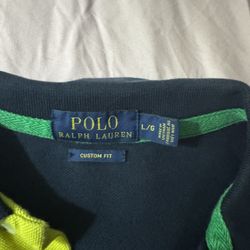 POLO
RALPH LAUREN
L/G
CUSTOM FIT